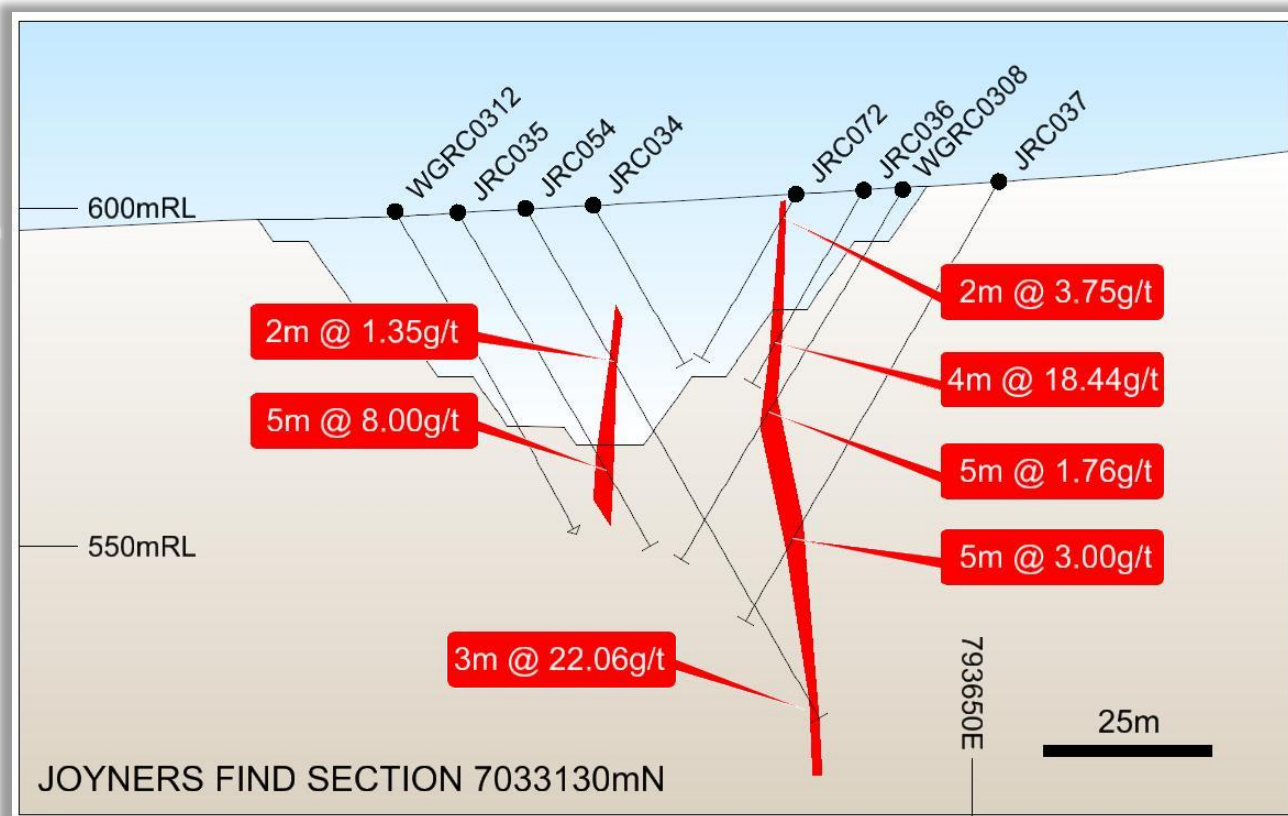 WGRC0312
JRC035
JRC054
JRC034
JRC072
JRC036
WGRC0308
JRC037
600mRL
2m @ 3.75g/t
2m @ 1.35g/t
4m @ 18.44g/t
5m @ 8.00g/t
5m @ 1.76g/t
550mRL
5m @ 3.00g/t
3m @ 22.06g/t
793650E
25m
JOYNERS FIND SECTION 7033130mN